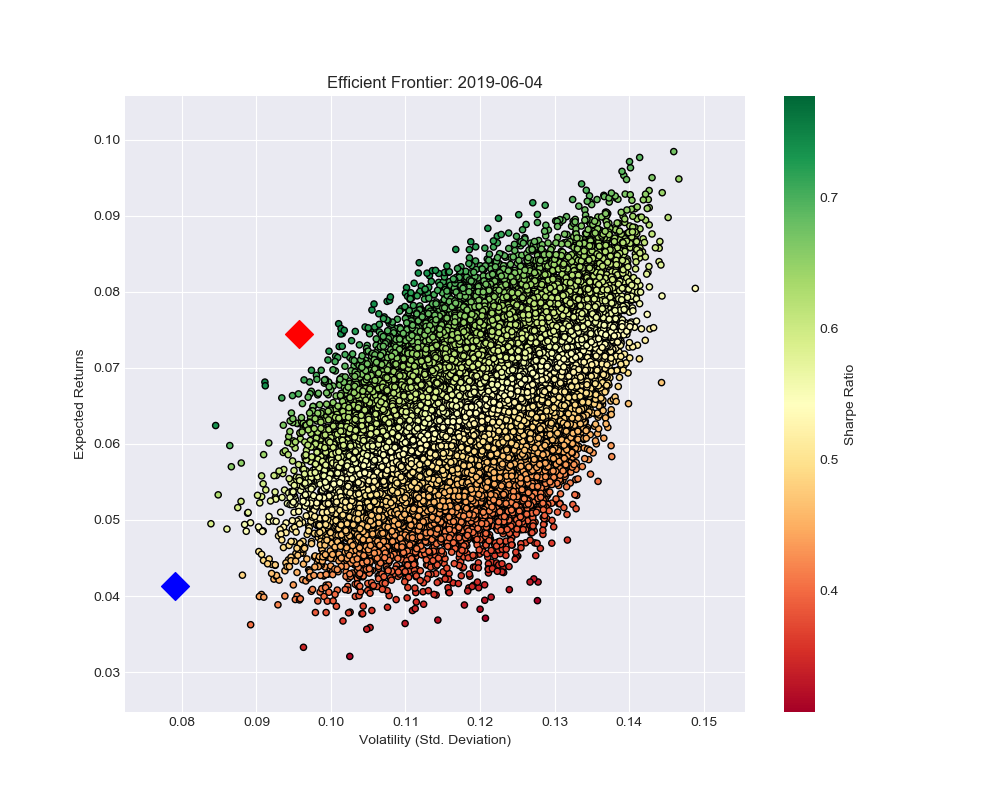 Efficient Frontier: 2019-06-04
Expected Returns
0.10
0.09
0.08
0.07
0.06
0.05
0.04
0.03
0.08 0.09 0.10 0.11 0.12 0.13 0.14 0.15
Volatility (Std. Deviation)
0.7
0.6
0.5
0.4
Sharpe Ratio